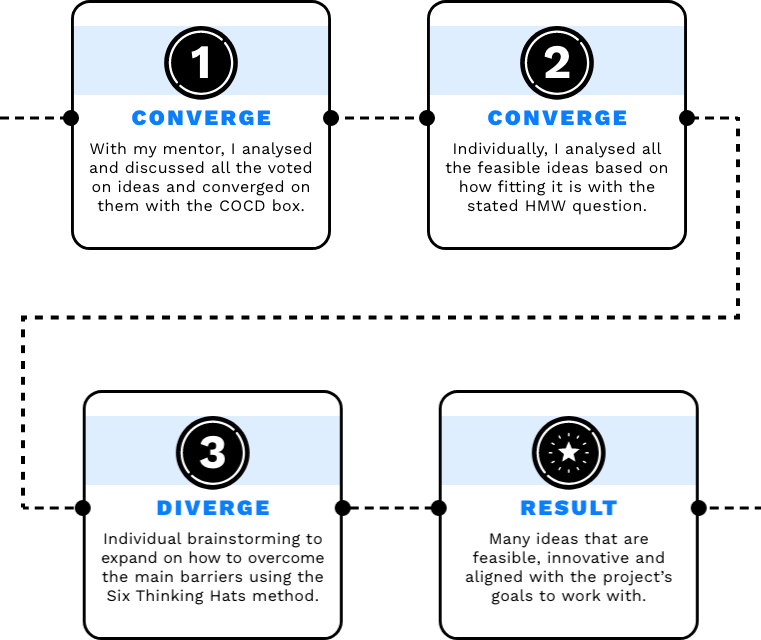 1
CONVERGE
With my mentor, I analysed
and discussed all the voted
on ideas and converged on
them with the COCD box.
2
CONVERGE
Individually, I analysed all
the feasible ideas based on
how fitting it is with the
stated HMW question.
3
DIVERGE
Individual brainstorming to
expand on how to overcome
the main barriers using the
Six Thinking Hats method.
RESULT
Many ideas that are
feasible, innovative and
aligned with the project’s
goals to work with.